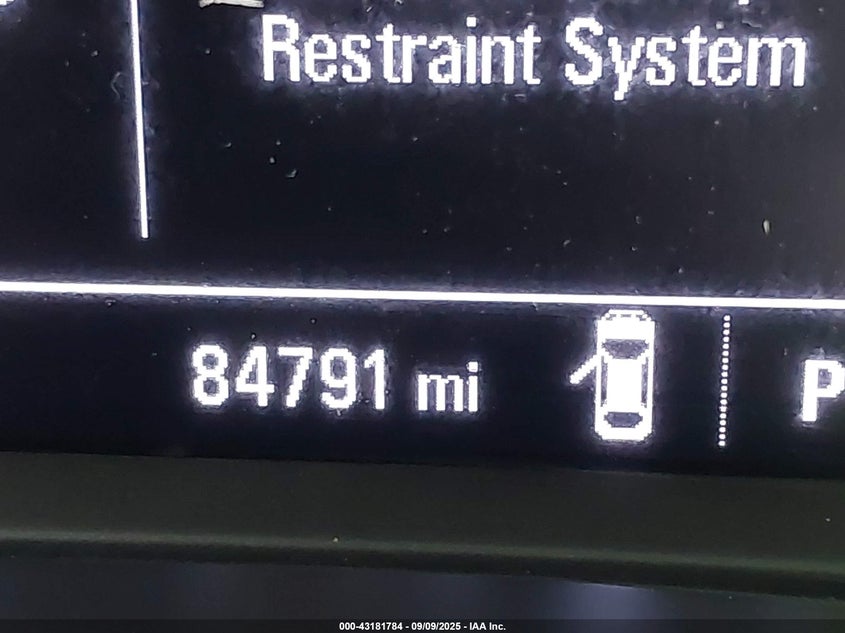 Restraint System
84791 mi
P
000-43181784 - 09/09/2025 - IAA Inc.